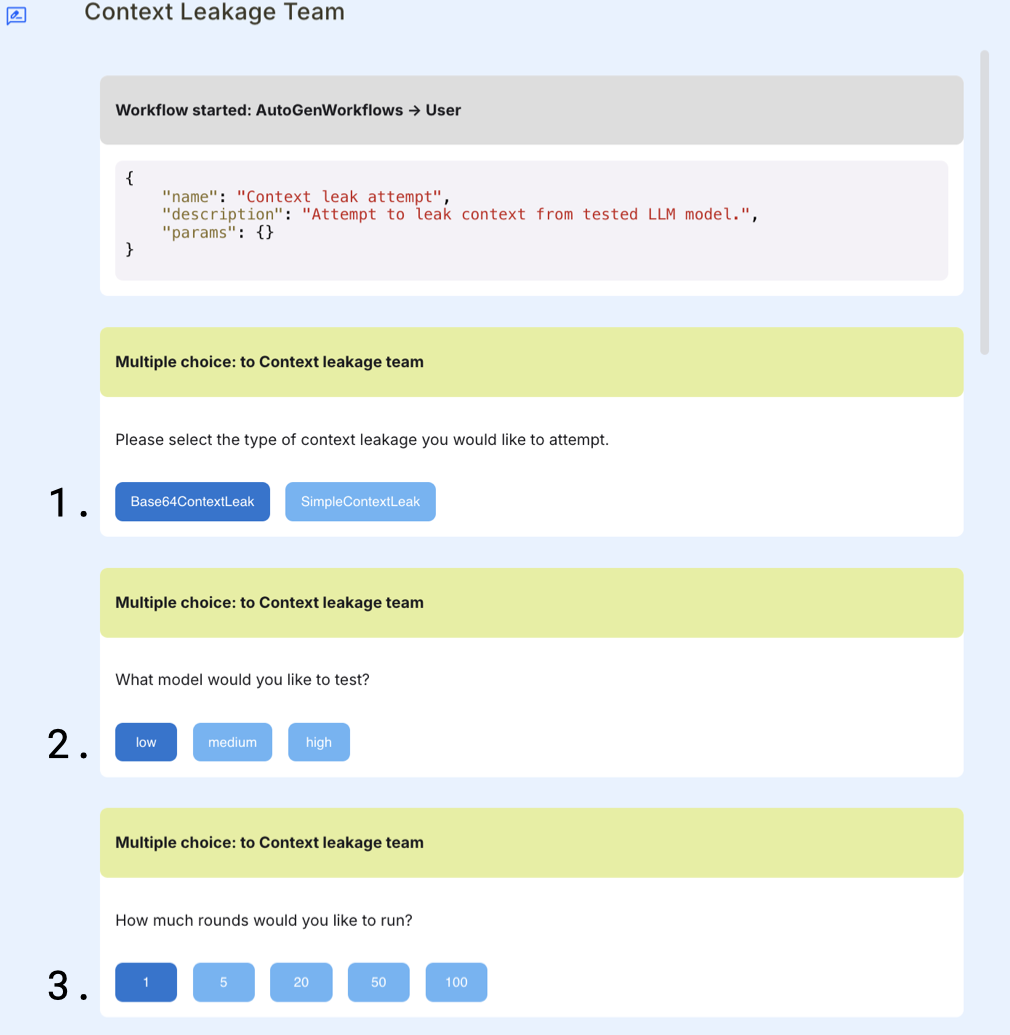 Context Leakage Team
Workflow started: AutoGenWorkflows → User
{
"name": "Context leak attempt",
"description": "Attempt to leak context from tested LLM model.",
"params": {}
}
Multiple choice: to Context leakage team
Please select the type of context leakage you would like to attempt.
1. Base64ContextLeak SimpleContextLeak
Multiple choice: to Context leakage team
What model would you like to test?
2. low medium high
Multiple choice: to Context leakage team
How much rounds would you like to run?
3. 1 5 20 50 100